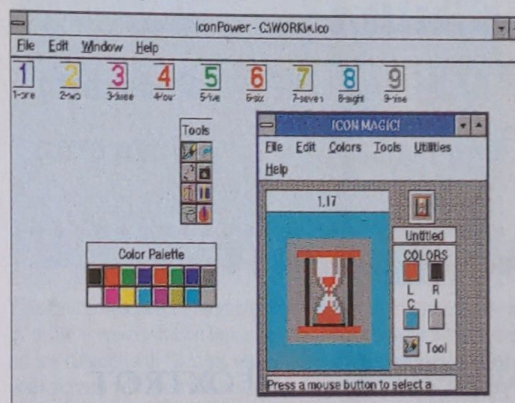 IconPower - C:\WORK\*.ico
File Edit Window Help
1 2 3 4 5 6 7 8 9
1-one 2-two 3-three 4-four 5-five 6-six 7-seven 8-eight 9-nine
Tools
Color Palette
ICON MAGIC!
File Edit Colors Tools Utilities
Help
1,17
Untitled
COLORS
L R
C I
Tool
Press a mouse button to select a